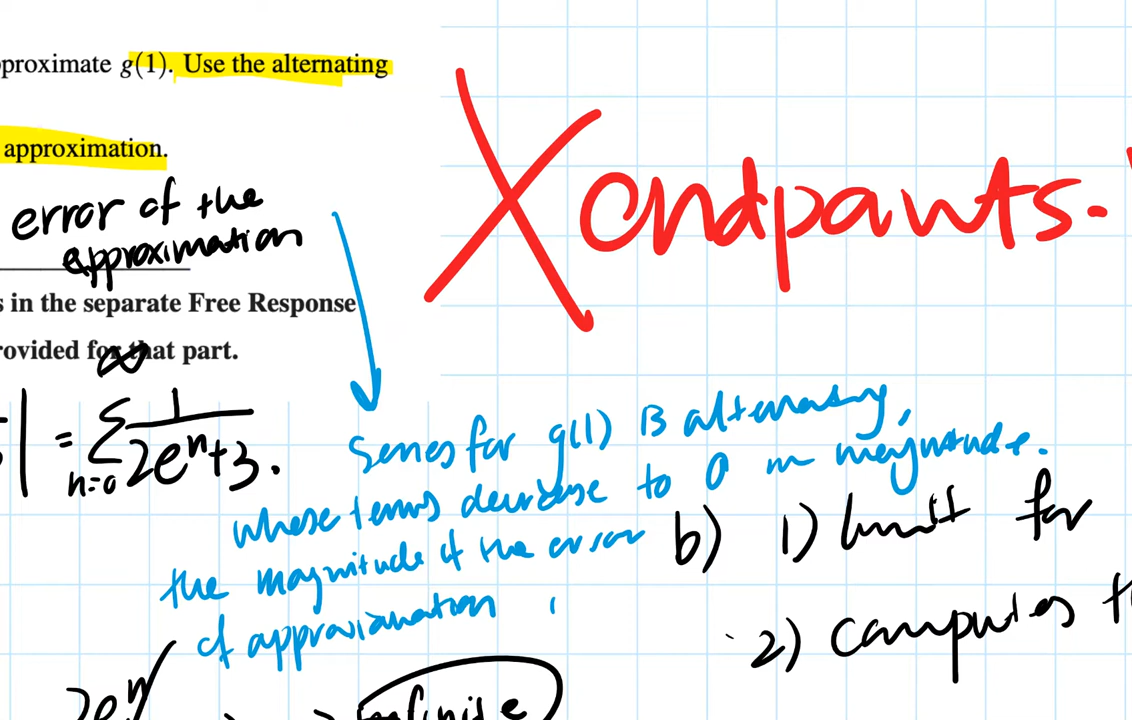 proximate g(1). Use the alternating
approximation.
error of the
approximation
s in the separate Free Response
rovided for that part.
| = ∞ Σ n=0 1/2eⁿ+3.
X endpants.
Series for g(1) is alternating,
whose terms decrease to 0 in magnitude.
the magnitude of the error
of approximation (
b) 1) limit for
2) computes t
2eⁿ
infinite